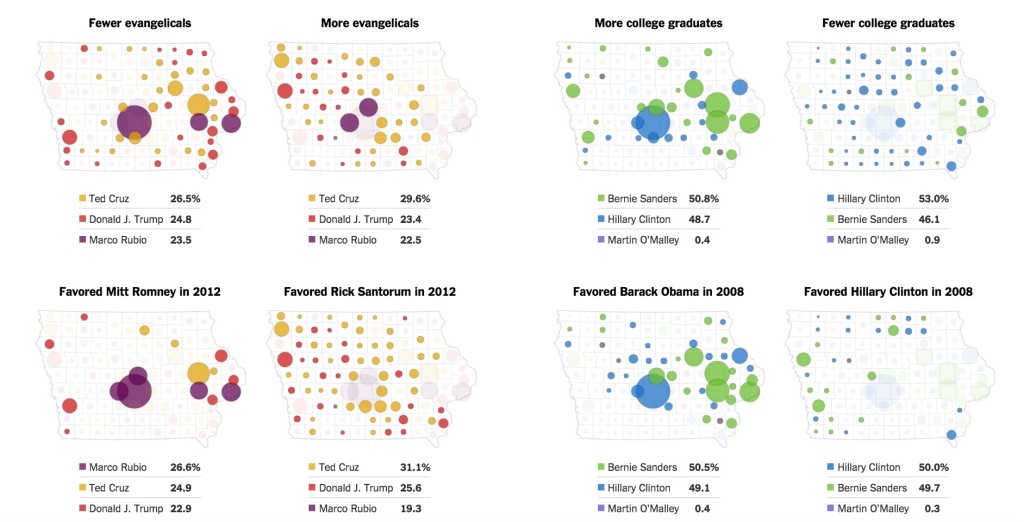 Fewer evangelicals
Ted Cruz 26.5%
Donald J. Trump 24.8
Marco Rubio 23.5
More evangelicals
Ted Cruz 29.6%
Donald J. Trump 23.4
Marco Rubio 22.5
More college graduates
Bernie Sanders 50.8%
Hillary Clinton 48.7
Martin O’Malley 0.4
Fewer college graduates
Hillary Clinton 53.0%
Bernie Sanders 46.1
Martin O’Malley 0.9
Favored Mitt Romney in 2012
Marco Rubio 26.6%
Ted Cruz 24.9
Donald J. Trump 22.9
Favored Rick Santorum in 2012
Ted Cruz 31.1%
Donald J. Trump 25.6
Marco Rubio 19.3
Favored Barack Obama in 2008
Bernie Sanders 50.5%
Hillary Clinton 49.1
Martin O’Malley 0.4
Favored Hillary Clinton in 2008
Hillary Clinton 50.0%
Bernie Sanders 49.7
Martin O’Malley 0.3